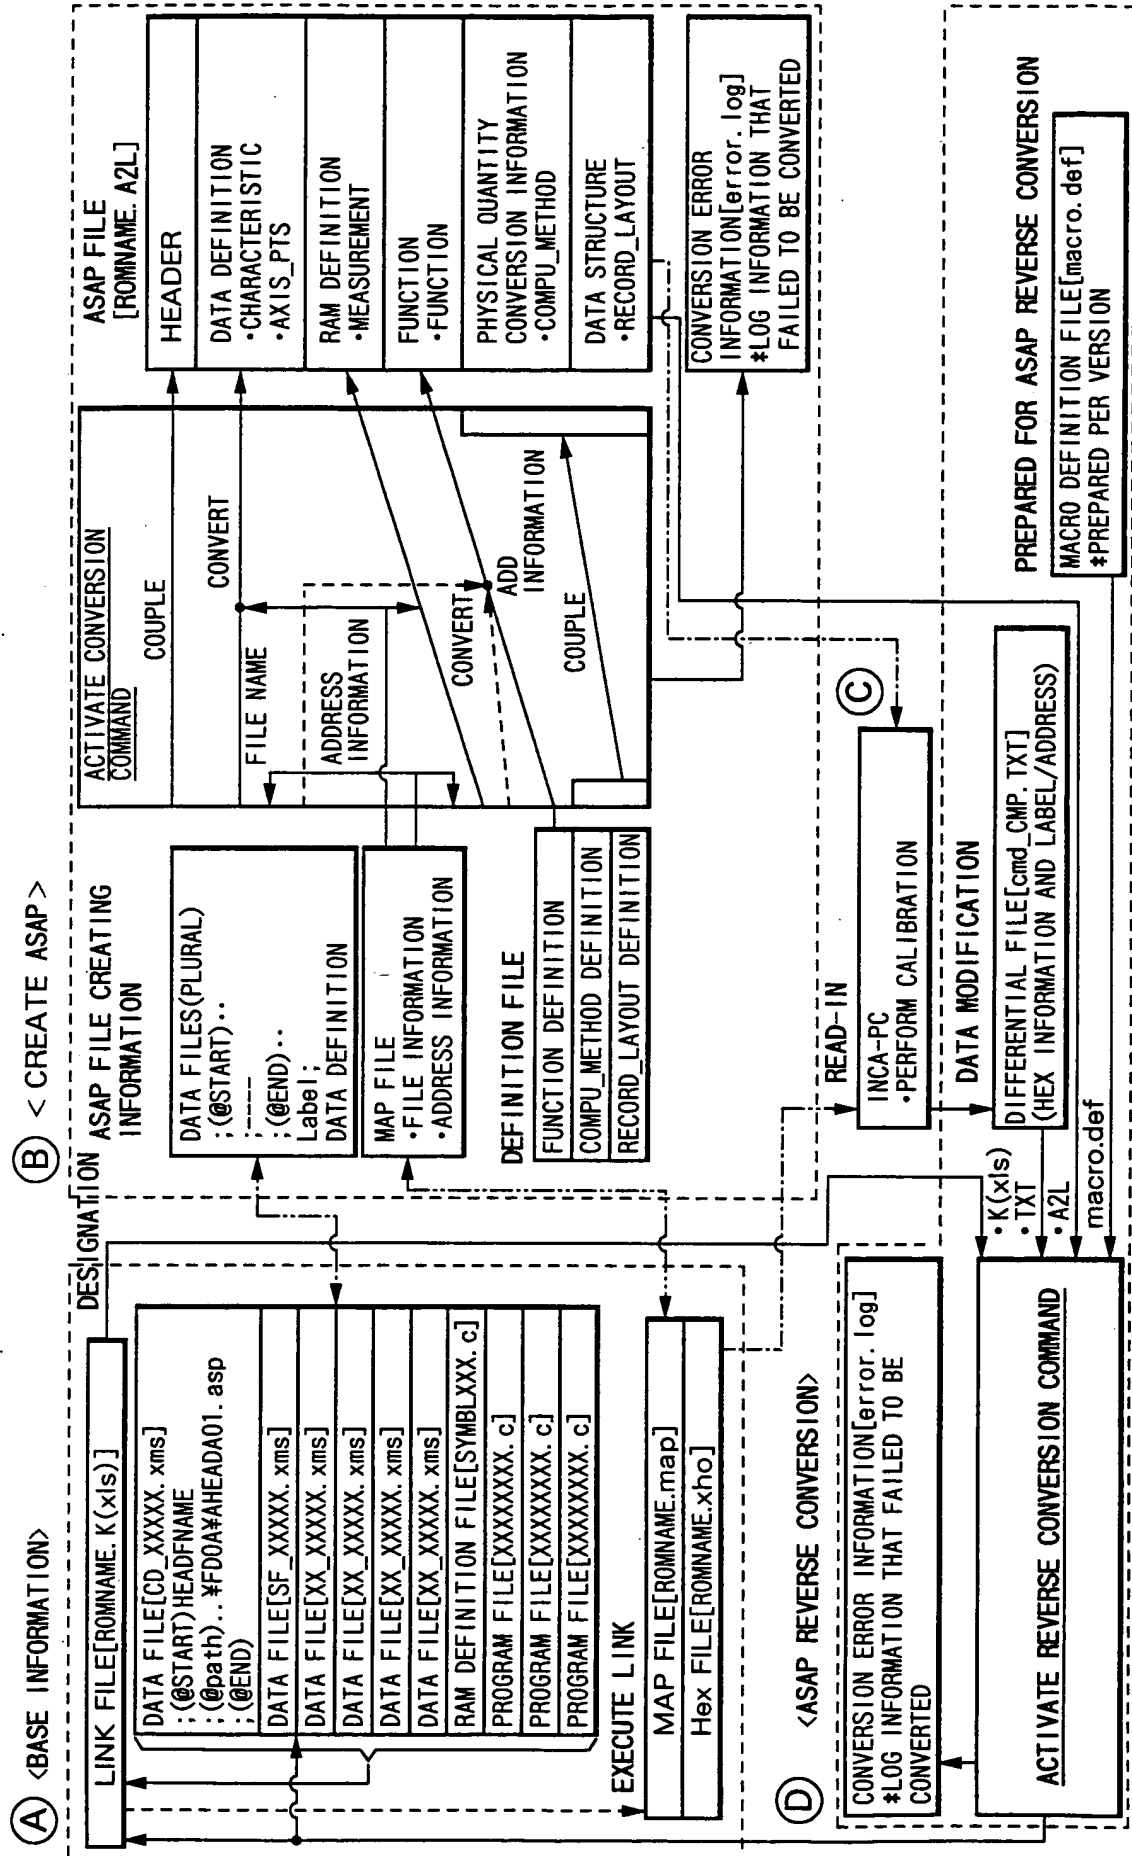 A <BASE INFORMATION>
LINK FILE[ROMNAME.K(xls)]
DATA FILE[CD_XXXXX.xms]
;(@START)HEADFNAME
;(@path)..¥FDOA¥AHEADA01.asp
;(@END)
DATA FILE[SF_XXXXX.xms]
DATA FILE[XX_XXXXX.xms]
DATA FILE[XX_XXXXX.xms]
DATA FILE[XX_XXXXX.xms]
DATA FILE[XX_XXXXX.xms]
RAM DEFINITION FILE[SYMBLXXX.c]
PROGRAM FILE[XXXXXXXX.c]
PROGRAM FILE[XXXXXXXX.c]
PROGRAM FILE[XXXXXXXX.c]
EXECUTE LINK
MAP FILE[ROMNAME.map]
Hex FILE[ROMNAME.xho]
DESIGNATION
B <CREATE ASAP>
ASAP FILE CREATING
INFORMATION
DATA FILES(PLURAL)
;(@START)..
;----
;(@END)..
Label;
DATA DEFINITION
MAP FILE
•FILE INFORMATION
•ADDRESS INFORMATION
DEFINITION FILE
FUNCTION DEFINITION
COMPU_METHOD DEFINITION
RECORD_LAYOUT DEFINITION
ACTIVATE CONVERSION
COMMAND
COUPLE
CONVERT
FILE NAME
ADDRESS
INFORMATION
CONVERT
ADD
INFORMATION
COUPLE
ASAP FILE
[ROMNAME.A2L]
HEADER
DATA DEFINITION
•CHARACTERISTIC
•AXIS_PTS
RAM DEFINITION
•MEASUREMENT
FUNCTION
•FUNCTION
PHYSICAL QUANTITY
CONVERSION INFORMATION
•COMPU_METHOD
DATA STRUCTURE
•RECORD_LAYOUT
CONVERSION ERROR
INFORMATION[error.log]
*LOG INFORMATION THAT
FAILED TO BE CONVERTED
C
READ-IN
INCA-PC
•PERFORM CALIBRATION
DATA MODIFICATION
DIFFERENTIAL FILE[cmd_CMP.TXT]
(HEX INFORMATION AND LABEL/ADDRESS)
PREPARED FOR ASAP REVERSE CONVERSION
MACRO DEFINITION FILE[macro.def]
*PREPARED PER VERSION
D <ASAP REVERSE CONVERSION>
CONVERSION ERROR INFORMATION[error.log]
*LOG INFORMATION THAT FAILED TO BE
CONVERTED
•K(xls)
•TXT
•A2L
macro.def
ACTIVATE REVERSE CONVERSION COMMAND